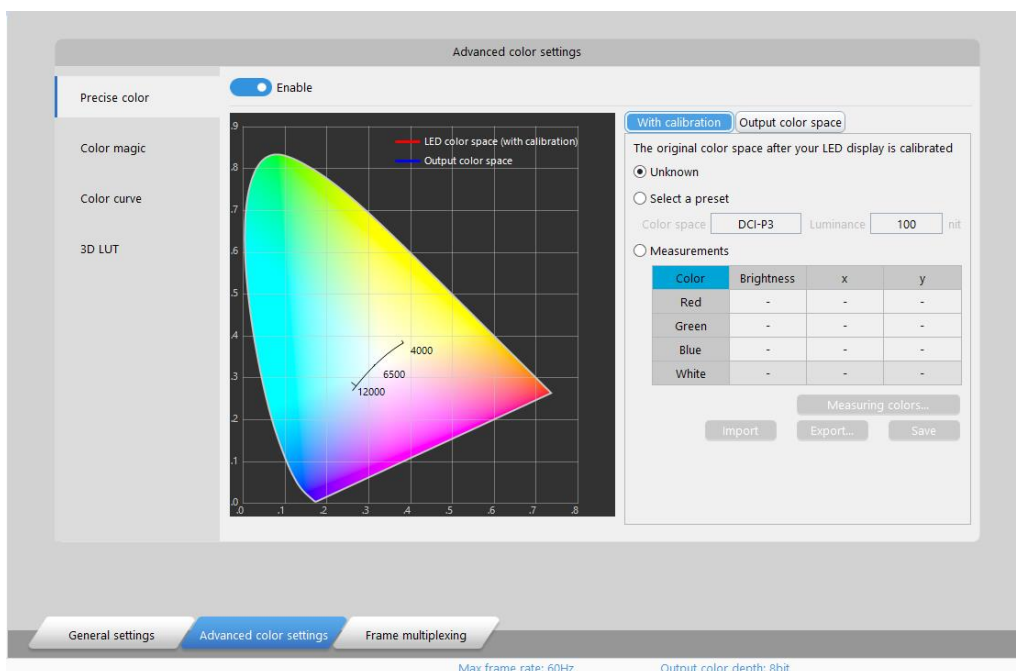 Advanced color settings
Precise color
Color magic
Color curve
3D LUT
Enable
.9
.8
.7
.6
.5
.4
.3
.2
.1
.0
.0 .1 .2 .3 .4 .5 .6 .7 .8
LED color space (with calibration)
Output color space
4000
6500
12000
With calibration Output color space
The original color space after your LED display is calibrated
Unknown
Select a preset
Color space DCI-P3 Luminance 100 nit
Measurements
Color Brightness x y
Red - - -
Green - - -
Blue - - -
White - - -
Measuring colors...
Import Export... Save
General settings Advanced color settings Frame multiplexing
Max frame rate: 60Hz Output color depth: 8bit